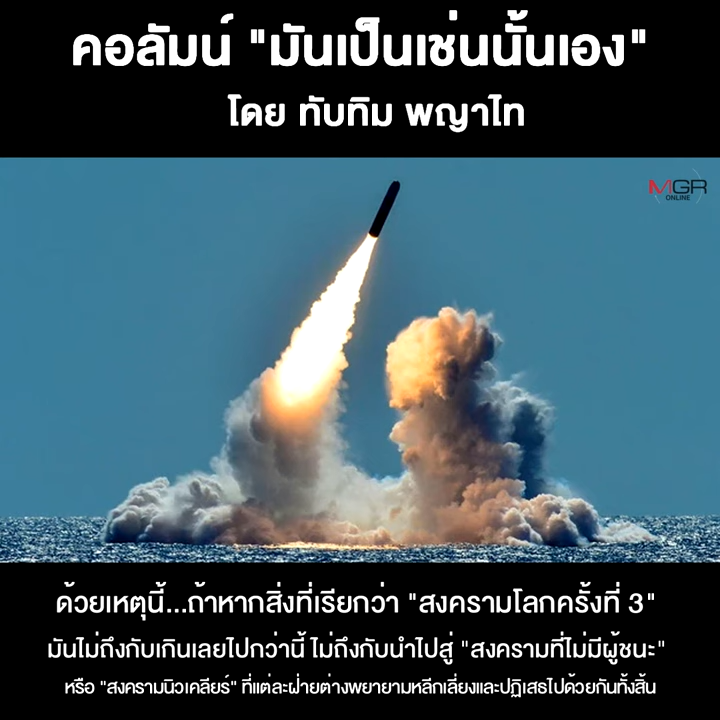 คอลัมน์ "มันเป็นเช่นนั้นเอง"
โดย ทับทิม พญาไท
MGR
ONLINE
ด้วยเหตุนี้...ถ้าหากสิ่งที่เรียกว่า "สงครามโลกครั้งที่ 3"
มันไม่ถึงกับเกินเลยไปกว่านี้ ไม่ถึงกับนำไปสู่ "สงครามที่ไม่มีผู้ชนะ"
หรือ "สงครามนิวเคลียร์" ที่แต่ละฝ่ายต่างพยายามหลีกเลี่ยงและปฏิเสธไปด้วยกันทั้งสิ้น